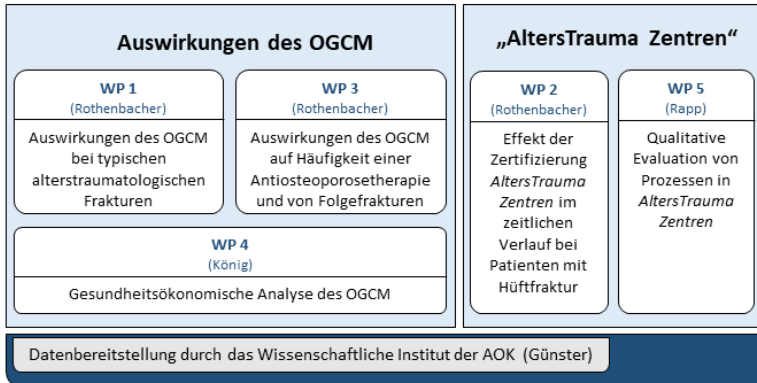 Auswirkungen des OGCM
WP 1
(Rothenbacher)
Auswirkungen des OGCM
bei typischen
alterstraumatologischen
Frakturen
WP 3
(Rothenbacher)
Auswirkungen des OGCM
auf Häufigkeit einer
Antiosteoporosetherapie
und von Folgefrakturen
WP 4
(König)
Gesundheitsökonomische Analyse des OGCM
„AltersTrauma Zentren“
WP 2
(Rothenbacher)
Effekt der
Zertifizierung
AltersTrauma
Zentren im
zeitlichen
Verlauf bei
Patienten mit
Hüftfraktur
WP 5
(Rapp)
Qualitative
Evaluation von
Prozessen in
AltersTrauma
Zentren
Datenbereitstellung durch das Wissenschaftliche Institut der AOK (Günster)